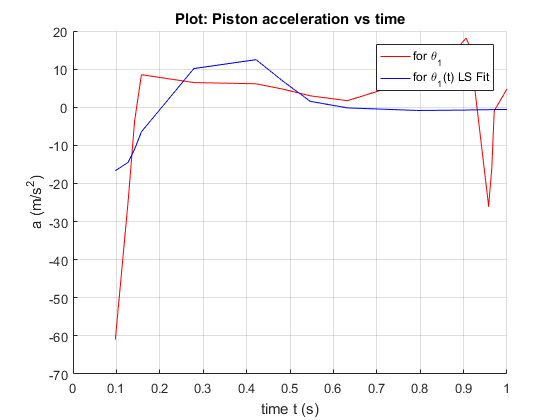 Plot: Piston acceleration vs time
for θ₁
for θ₁(t) LS Fit
20
10
0
-10
-20
-30
-40
-50
-60
-70
a (m/s²)
0 0.1 0.2 0.3 0.4 0.5 0.6 0.7 0.8 0.9 1
time t (s)